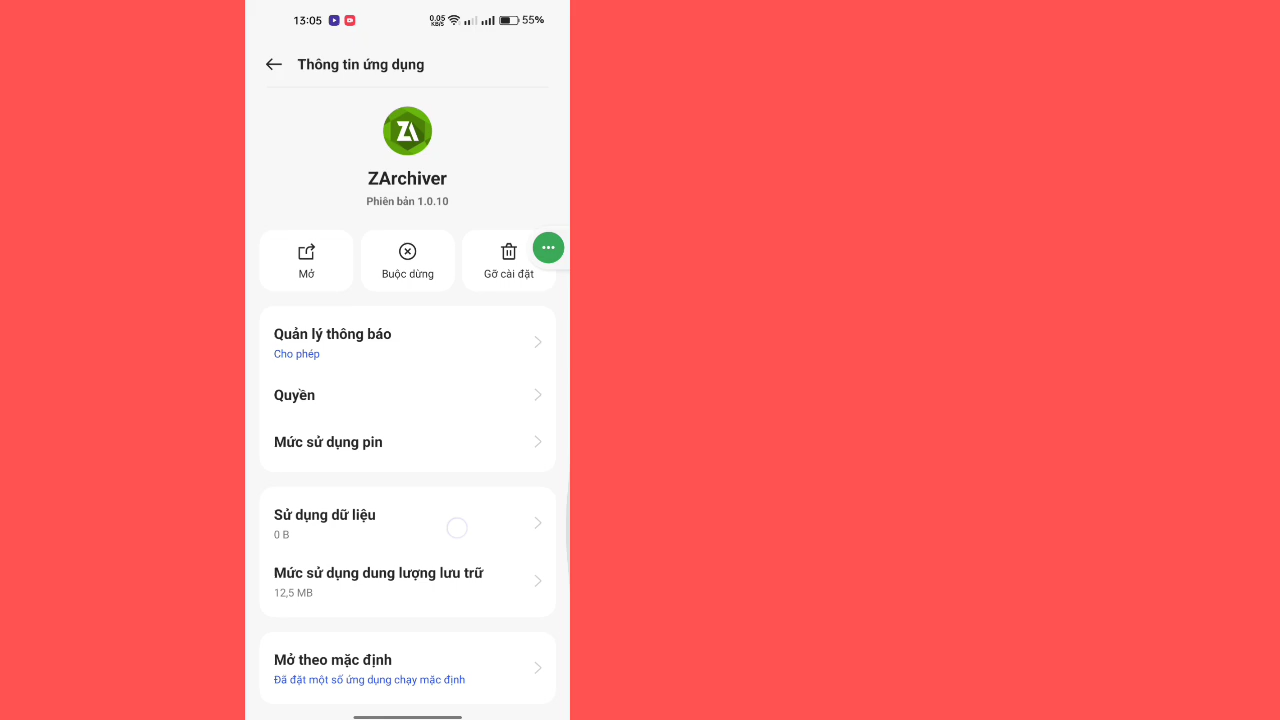 13:05
0.05
KB/S
55%
Thông tin ứng dụng
ZA
ZArchiver
Phiên bản 1.0.10
Mở
Buộc dừng
Gỡ cài đặt
Quản lý thông báo
Cho phép
Quyền
Mức sử dụng pin
Sử dụng dữ liệu
0 B
Mức sử dụng dung lượng lưu trữ
12,5 MB
Mở theo mặc định
Đã đặt một số ứng dụng chạy mặc định